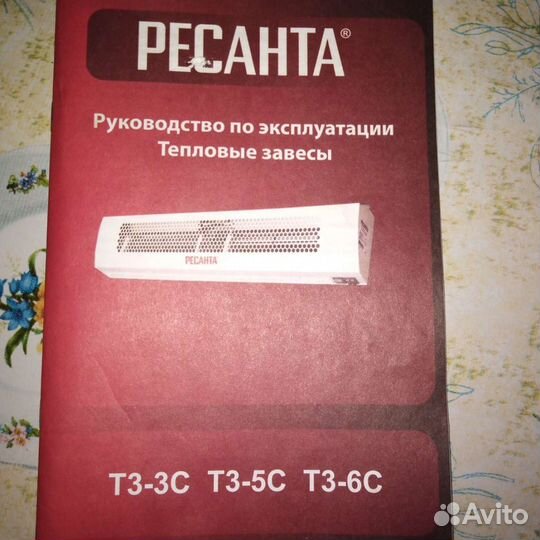 РЕСАНТА®
Руководство по эксплуатации
Тепловые завесы
РЕСАНТА
ТЗ-3С ТЗ-5С ТЗ-6С
Avito